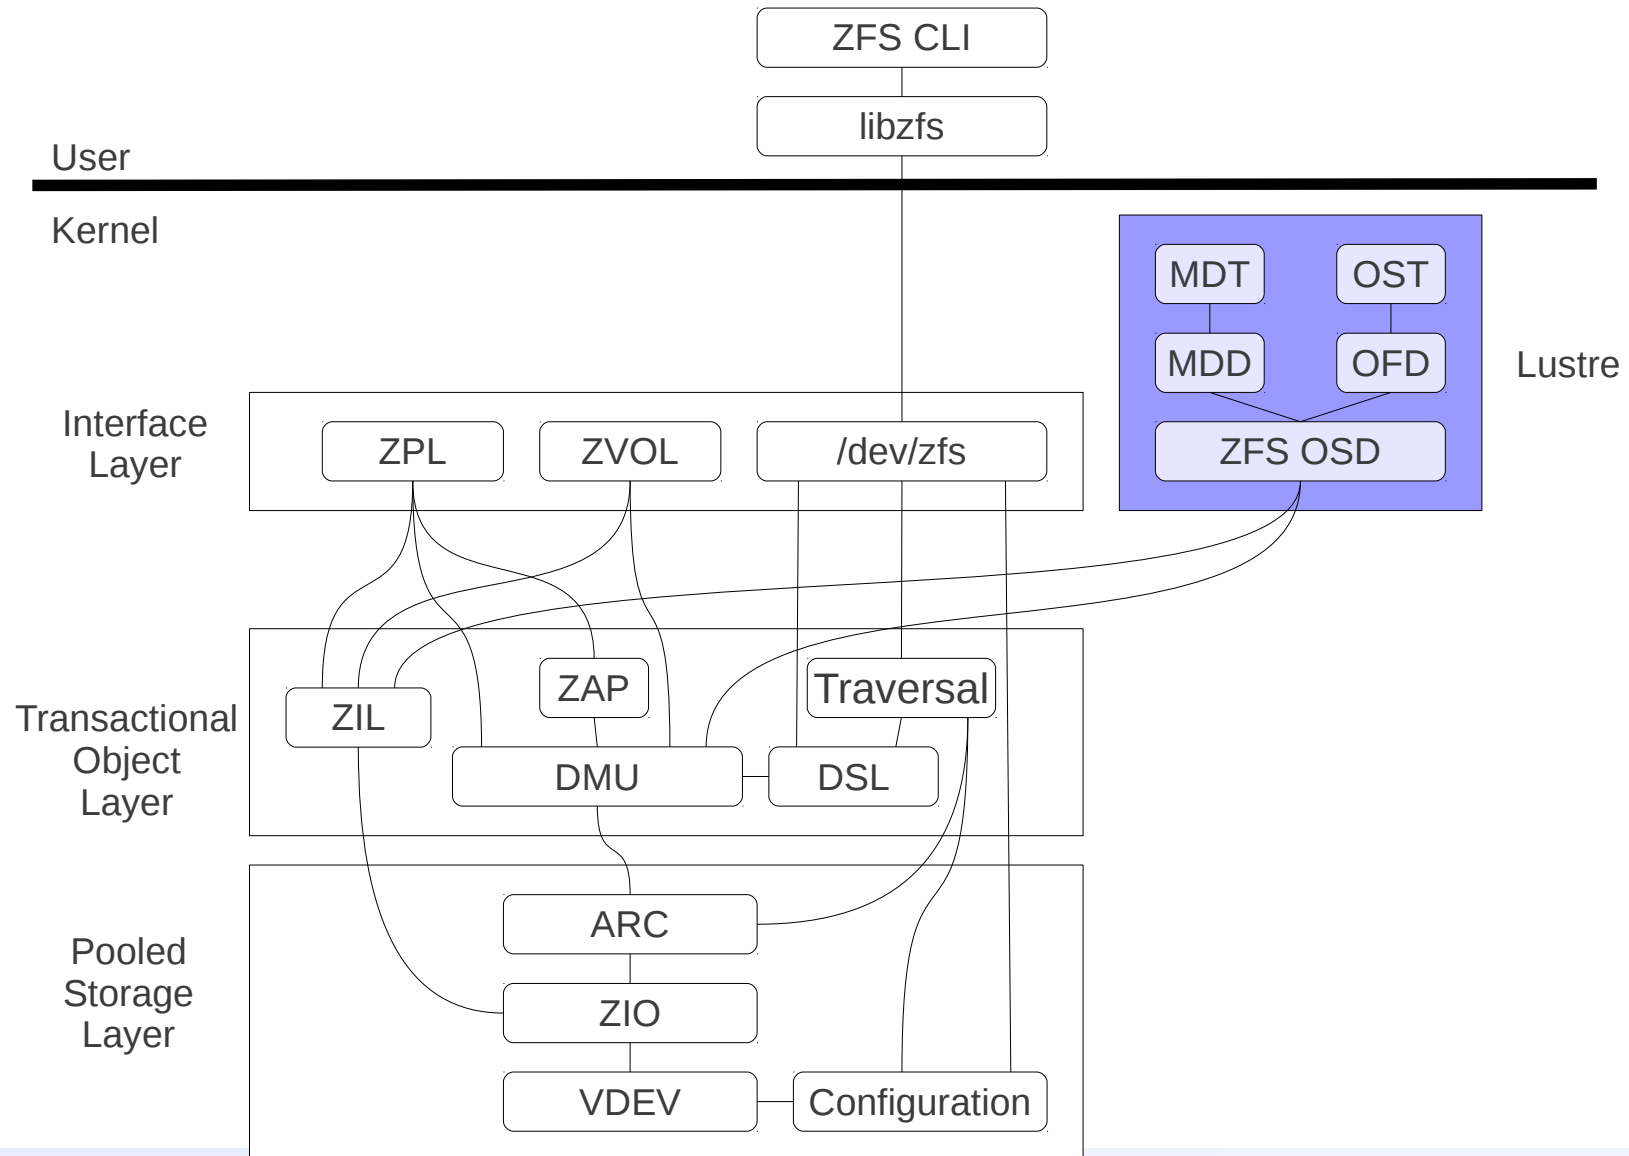 ZFS CLI
libzfs
User
Kernel
MDT
OST
MDD
OFD
Lustre
Interface
Layer
ZPL
ZVOL
/dev/zfs
ZFS OSD
Transactional
Object
Layer
ZIL
ZAP
Traversal
DMU
DSL
Pooled
Storage
Layer
ARC
ZIO
VDEV
Configuration